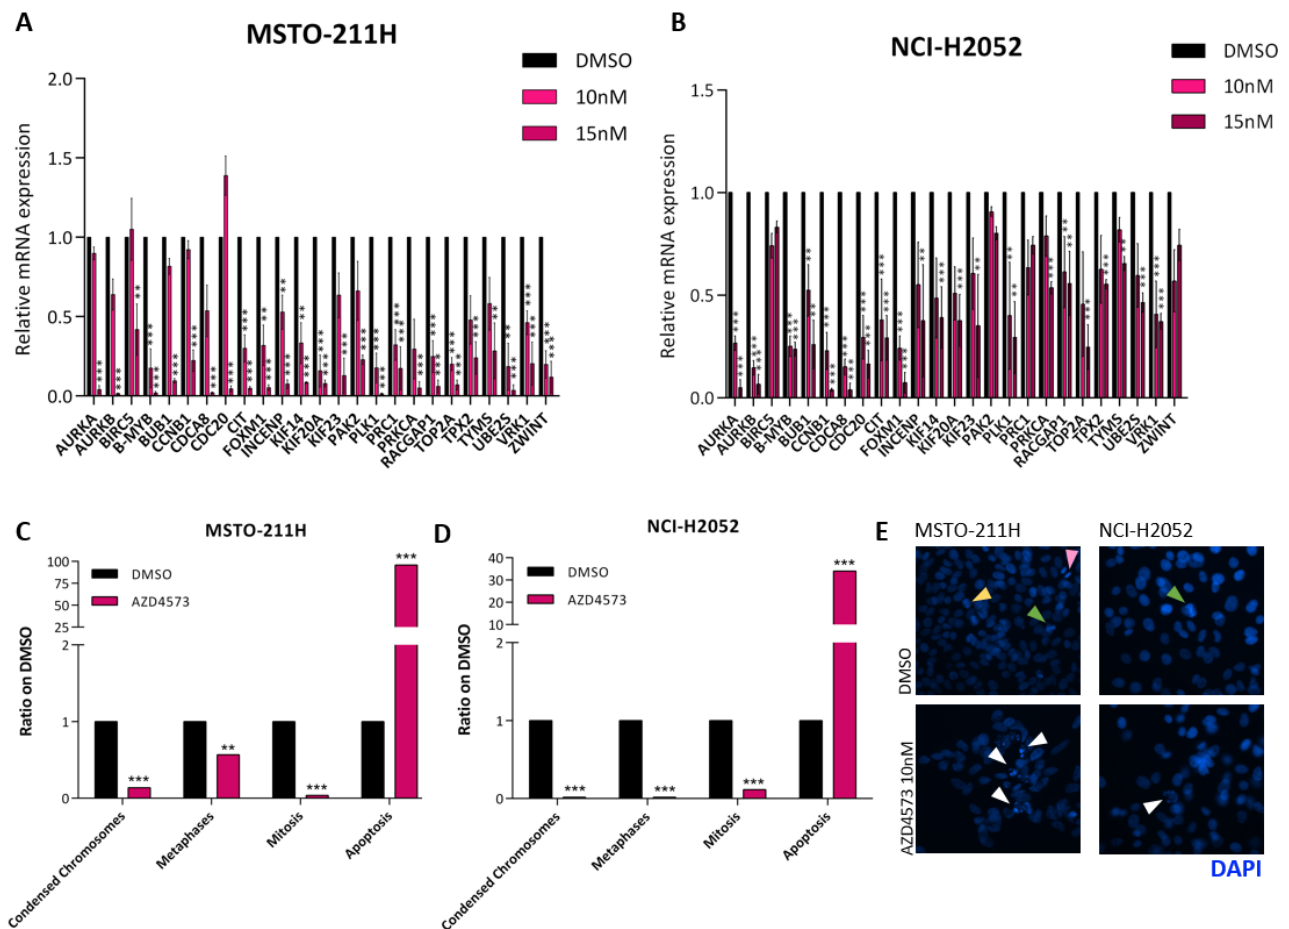 A
MSTO-211H
DMSO
10nM
15nM
Relative mRNA expression
2.0
1.5
1.0
0.5
0.0
AURKA
AURKB
BIRC5
B-MYB
BUB1
CCNB1
CDCA8
CDC20
CIT
FOXM1
INCENP
KIF14
KIF20A
KIF23
PAK2
PlK1
PRC1
PRKCA
RACGAP1
TOP2A
TPX2
TYMS
UBE2S
VRK1
ZWINT
B
NCI-H2052
DMSO
10nM
15nM
Relative mRNA expression
1.5
1.0
0.5
0.0
AURKA
AURKB
BIRC5
B-MYB
BUB1
CCNB1
CDCA8
CDC20
CIT
FOXM1
INCENP
KIF14
KIF20A
KIF23
PAK2
PlK1
PRC1
PRKCA
RACGAP1
TOP2A
TPX2
TYMS
UBE2S
VRK1
ZWINT
C
MSTO-211H
DMSO
AZD4573
Ratio on DMSO
100
75
50
25
2
1
0
***
**
***
***
Condensed Chromosomes
Metaphases
Mitosis
Apoptosis
D
NCI-H2052
DMSO
AZD4573
Ratio on DMSO
40
30
20
10
2
1
0
***
***
***
***
Condensed Chromosomes
Metaphases
Mitosis
Apoptosis
E
MSTO-211H
NCI-H2052
DMSO
AZD4573 10nM
DAPI